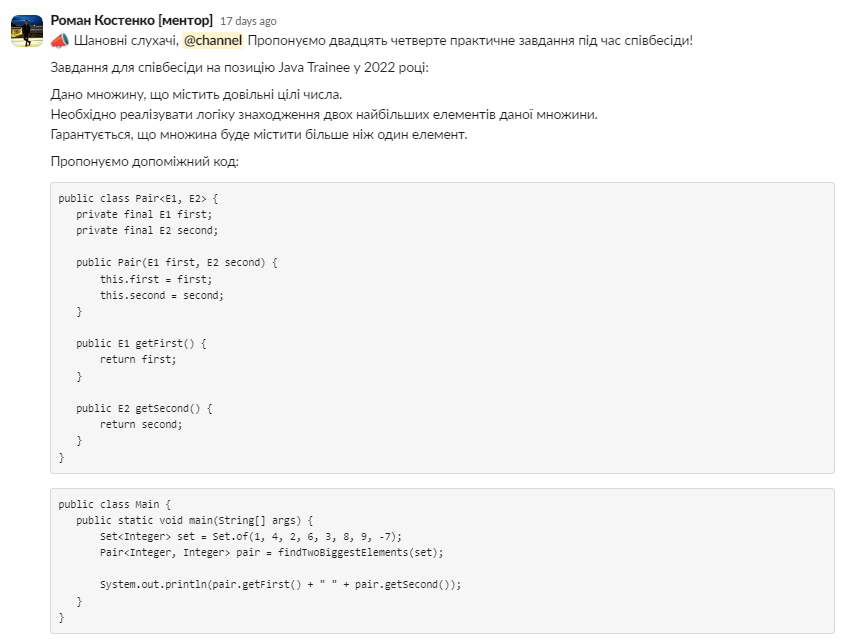 Роман Костенко [ментор] 17 days ago
📣 Шановні слухачі, @channel Пропонуємо двадцять четверте практичне завдання під час співбесіди!
Завдання для співбесіди на позицію Java Trainee у 2022 році:
Дано множину, що містить довільні цілі числа.
Необхідно реалізувати логіку знаходження двох найбільших елементів даної множини.
Гарантується, що множина буде містити більше ніж один елемент.
Пропонуємо допоміжний код:
public class Pair<E1, E2> {
   private final E1 first;
   private final E2 second;

   public Pair(E1 first, E2 second) {
       this.first = first;
       this.second = second;
   }

   public E1 getFirst() {
       return first;
   }

   public E2 getSecond() {
       return second;
   }
}
public class Main {
   public static void main(String[] args) {
       Set<Integer> set = Set.of(1, 4, 2, 6, 3, 8, 9, -7);
       Pair<Integer, Integer> pair = findTwoBiggestElements(set);

       System.out.println(pair.getFirst() + " " + pair.getSecond());
   }
}